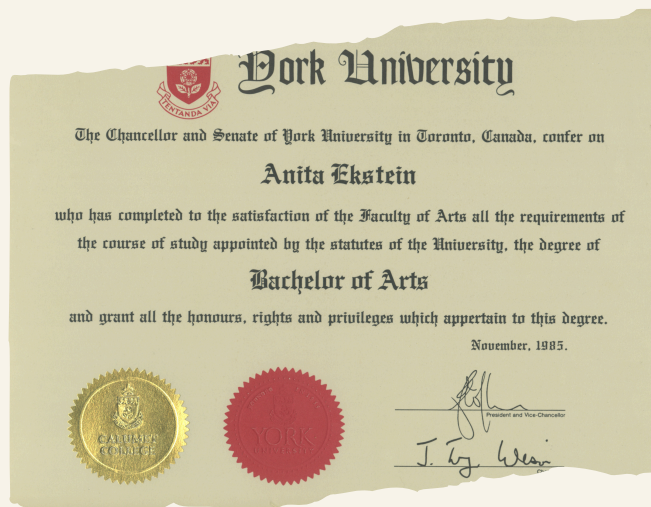 York University
TENTANDA VIA
The Chancellor and Senate of York University in Toronto, Canada, confer on
Anita Ekstein
who has completed to the satisfaction of the Faculty of Arts all the requirements of
the course of study appointed by the statutes of the University, the degree of
Bachelor of Arts
and grant all the honours, rights and privileges which appertain to this degree.
November, 1985.
President and Vice-Chancellor
CALUMET
COLLEGE
YORK
UNIVERSITY